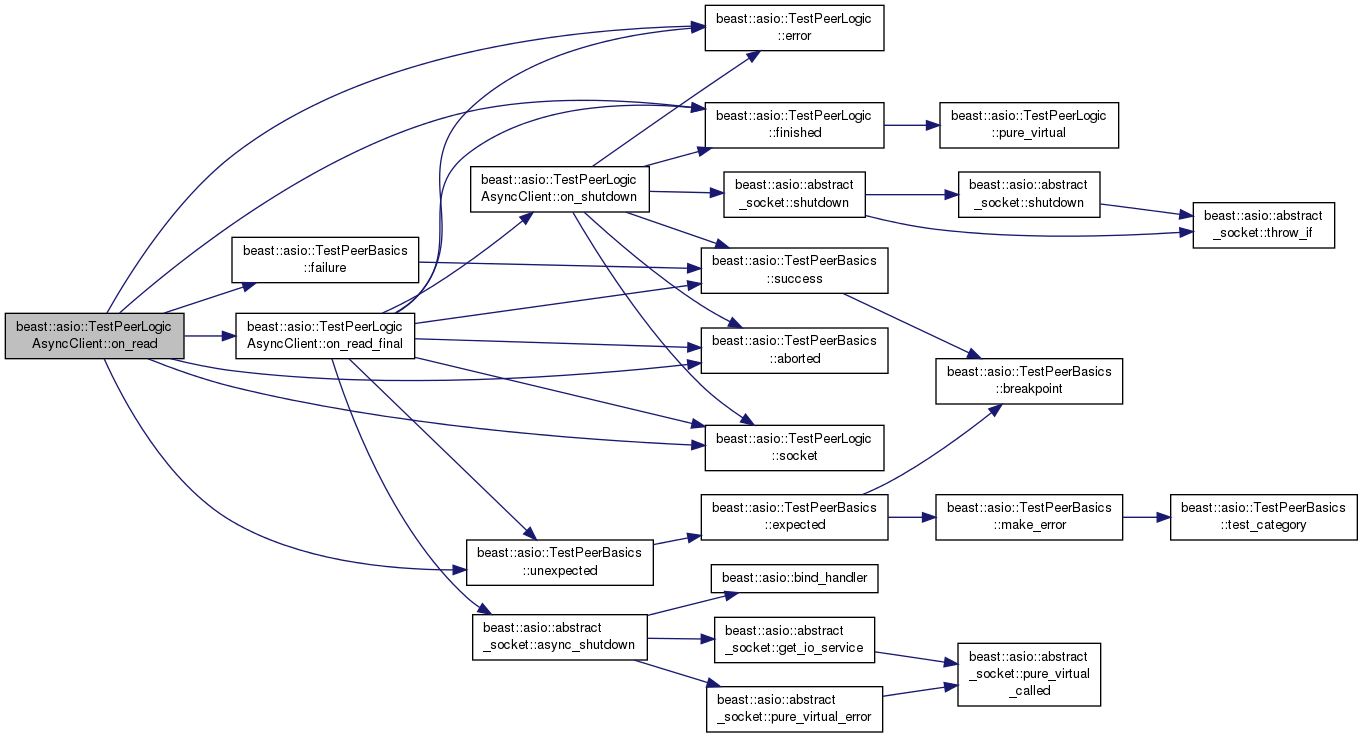 beast::asio::TestPeerLogic
::error
beast::asio::TestPeerLogic
::finished
beast::asio::TestPeerLogic
::pure_virtual
beast::asio::TestPeerLogic
AsyncClient::on_shutdown
beast::asio::abstract
_socket::shutdown
beast::asio::abstract
_socket::shutdown
beast::asio::abstract
_socket::throw_if
beast::asio::TestPeerBasics
::failure
beast::asio::TestPeerBasics
::success
beast::asio::TestPeerLogic
AsyncClient::on_read
beast::asio::TestPeerLogic
AsyncClient::on_read_final
beast::asio::TestPeerBasics
::aborted
beast::asio::TestPeerBasics
::breakpoint
beast::asio::TestPeerLogic
::socket
beast::asio::TestPeerBasics
::expected
beast::asio::TestPeerBasics
::make_error
beast::asio::TestPeerBasics
::test_category
beast::asio::TestPeerBasics
::unexpected
beast::asio::bind_handler
beast::asio::abstract
_socket::async_shutdown
beast::asio::abstract
_socket::get_io_service
beast::asio::abstract
_socket::pure_virtual
_called
beast::asio::abstract
_socket::pure_virtual_error